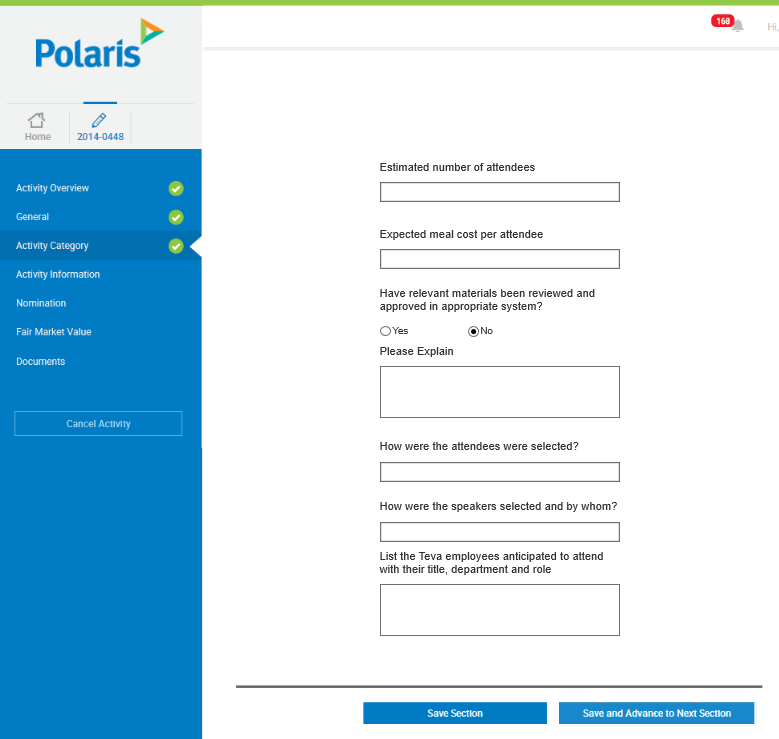 Polaris
168
Hi,
Home
2014-0448
Activity Overview
General
Activity Category
Activity Information
Nomination
Fair Market Value
Documents
Cancel Activity
Estimated number of attendees
Expected meal cost per attendee
Have relevant materials been reviewed and
approved in appropriate system?
Yes No
Please Explain
How were the attendees were selected?
How were the speakers selected and by whom?
List the Teva employees anticipated to attend
with their title, department and role
Save Section
Save and Advance to Next Section